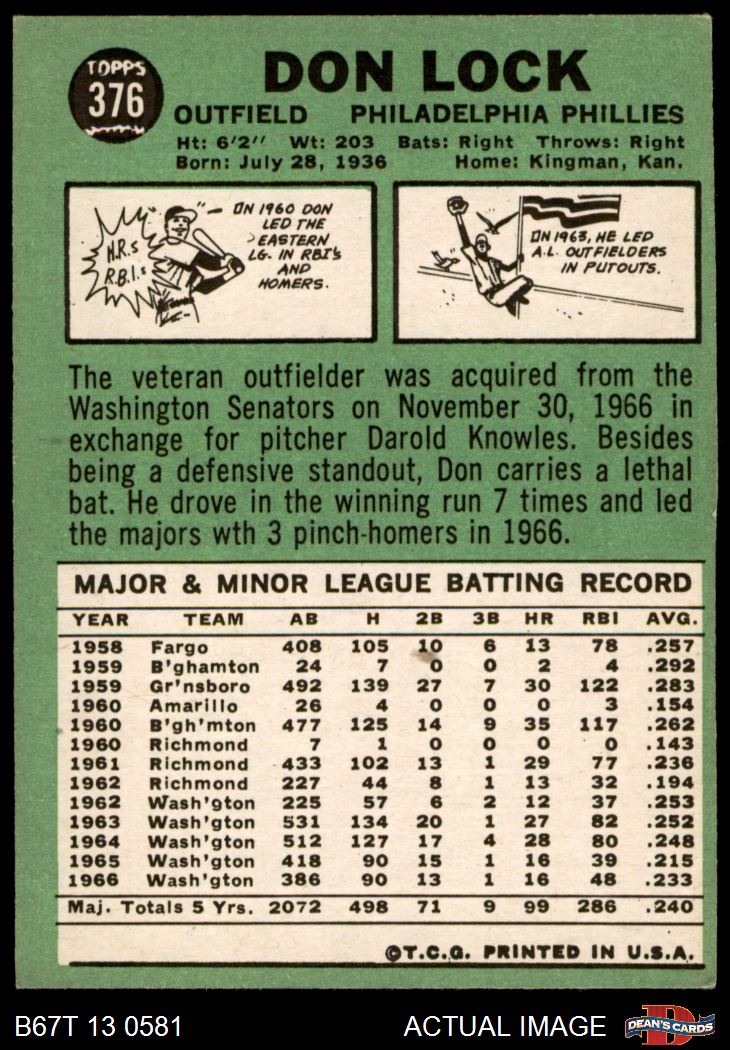 TOPPS
376
DON LOCK
OUTFIELD PHILADELPHIA PHILLIES
Ht: 6'2" Wt: 203 Bats: Right Throws: Right
Born: July 28, 1936 Home: Kingman, Kan.
H.R.s
R.B.I.s
ON 1960 DON
LED THE
EASTERN
LG. IN RBI's
AND
HOMERS.
ON 1963, HE LED
A.L. OUTFIELDERS
IN PUTOUTS.
The veteran outfielder was acquired from the
Washington Senators on November 30, 1966 in
exchange for pitcher Darold Knowles. Besides
being a defensive standout, Don carries a lethal
bat. He drove in the winning run 7 times and led
the majors wth 3 pinch-homers in 1966.
MAJOR & MINOR LEAGUE BATTING RECORD
YEAR TEAM AB H 2B 3B HR RBI AVG.
1958 Fargo 408 105 10 6 13 78 .257
1959 B'ghamton 24 7 0 0 2 4 .292
1959 Gr'nsboro 492 139 27 7 30 122 .283
1960 Amarillo 26 4 0 0 0 3 .154
1960 B'gh'mton 477 125 14 9 35 117 .262
1960 Richmond 7 1 0 0 0 0 .143
1961 Richmond 433 102 13 1 29 77 .236
1962 Richmond 227 44 8 1 13 32 .194
1962 Wash'gton 225 57 6 2 12 37 .253
1963 Wash'gton 531 134 20 1 27 82 .252
1964 Wash'gton 512 127 17 4 28 80 .248
1965 Wash'gton 418 90 15 1 16 39 .215
1966 Wash'gton 386 90 13 1 16 48 .233
Maj. Totals 5 Yrs. 2072 498 71 9 99 286 .240
©T.C.G. PRINTED IN U.S.A.
B67T 13 0581 ACTUAL IMAGE
D
DEAN'S CARDS